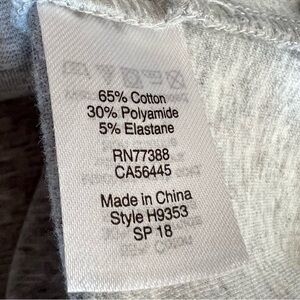 65% Cotton
30% Polyamide
5% Elastane
RN77388
CA56445
Made in China
Style H9353
SP 18